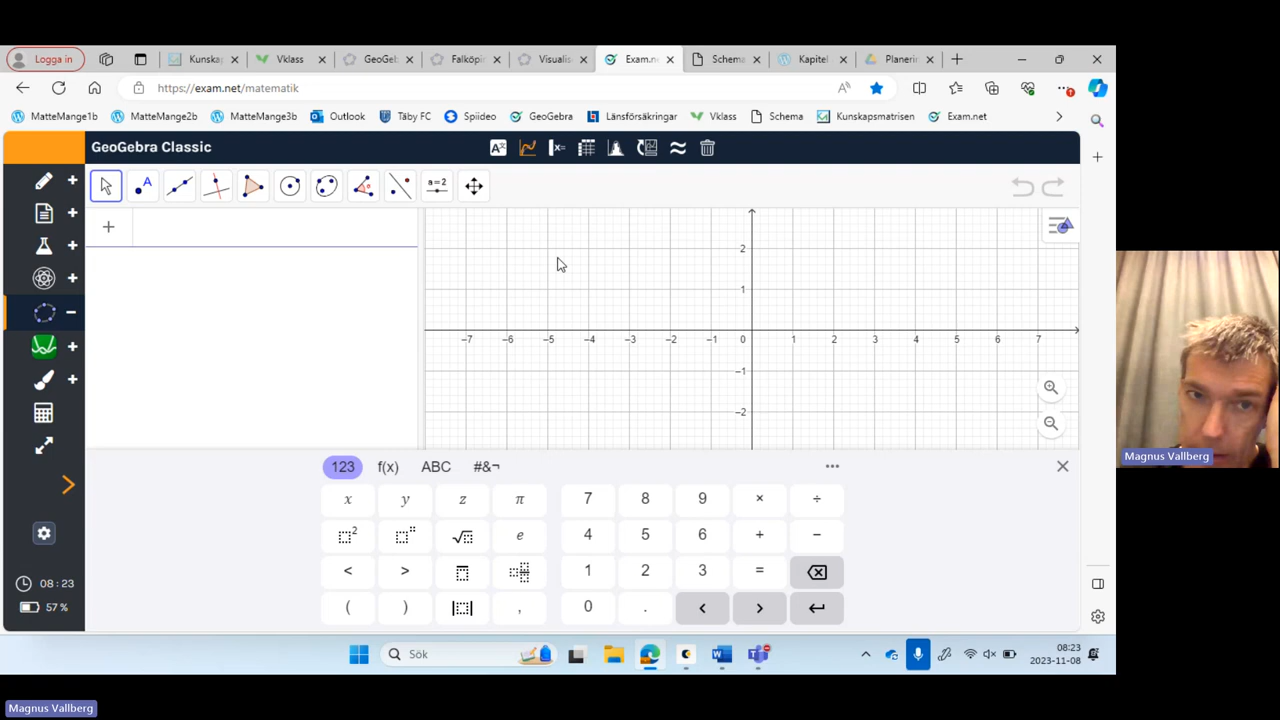 Logga in
Kunska
Vklass
GeoGeb
Falköpi
Visualis
Exam.ne
Schema
Kapitel
Planerin
https://exam.net/matematik
MatteMange1b
MatteMange2b
MatteMange3b
Outlook
Täby FC
Spiideo
GeoGebra
Länsförsäkringar
Vklass
Schema
Kunskapsmatrisen
Exam.net
GeoGebra Classic
A
a=2
2
1
-7 -6 -5 -4 -3 -2 -1 0 1 2 3 4 5 6 7
-1
-2
123 f(x) ABC #&¬ ...
x y z π 7 8 9 × ÷
e 4 5 6 + −
< > 1 2 3 =
( ) , 0 . < >
08:23
57 %
Sök
08:23
2023-11-08
Magnus Vallberg
Magnus Vallberg